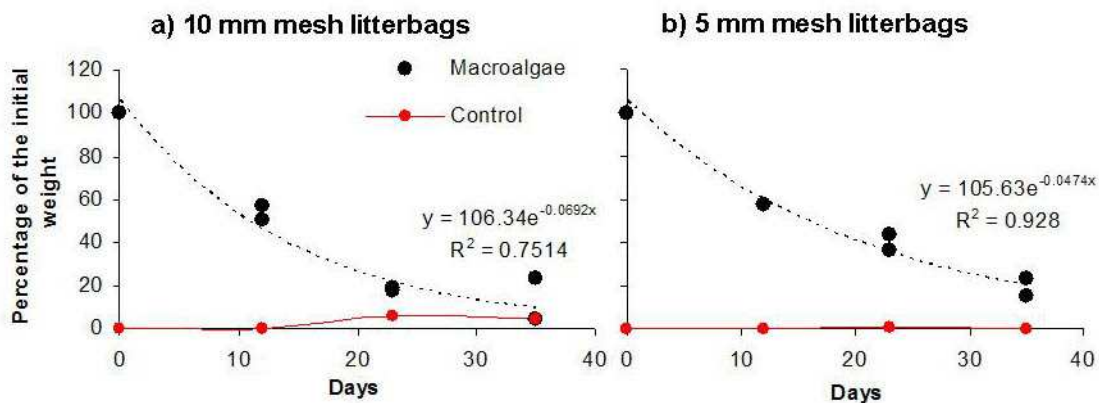 a) 10 mm mesh litterbags
b) 5 mm mesh litterbags
Percentage of the initial
weight
120
100
80
60
40
20
0
Macroalgae
Control
y = 106.34e^-0.0692x
R² = 0.7514
0 10 20 30 40
Days
y = 105.63e^-0.0474x
R² = 0.928
0 10 20 30 40
Days